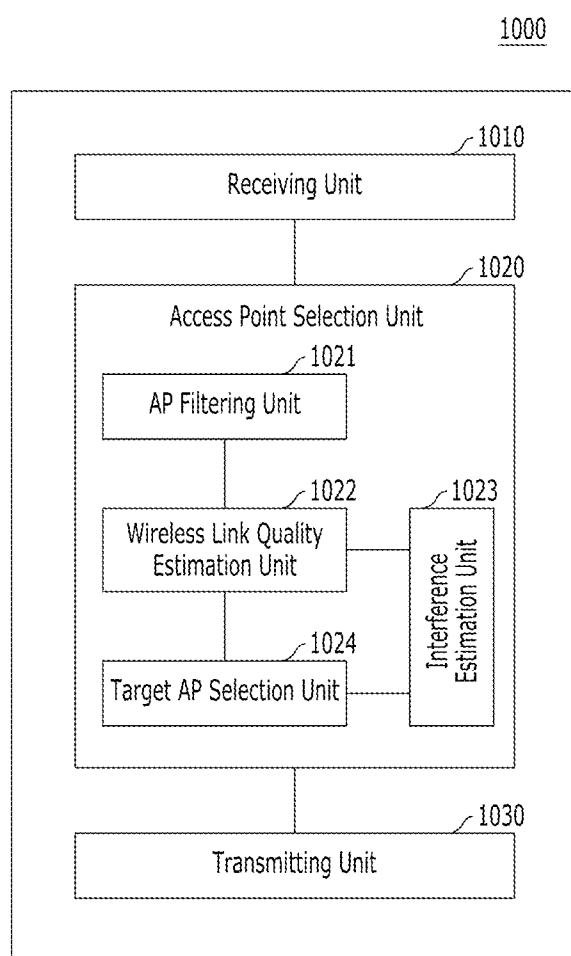 1000
1010
Receiving Unit
1020
Access Point Selection Unit
1021
AP Filtering Unit
1022
Wireless Link Quality
Estimation Unit
1023
Interference
Estimation Unit
1024
Target AP Selection Unit
1030
Transmitting Unit